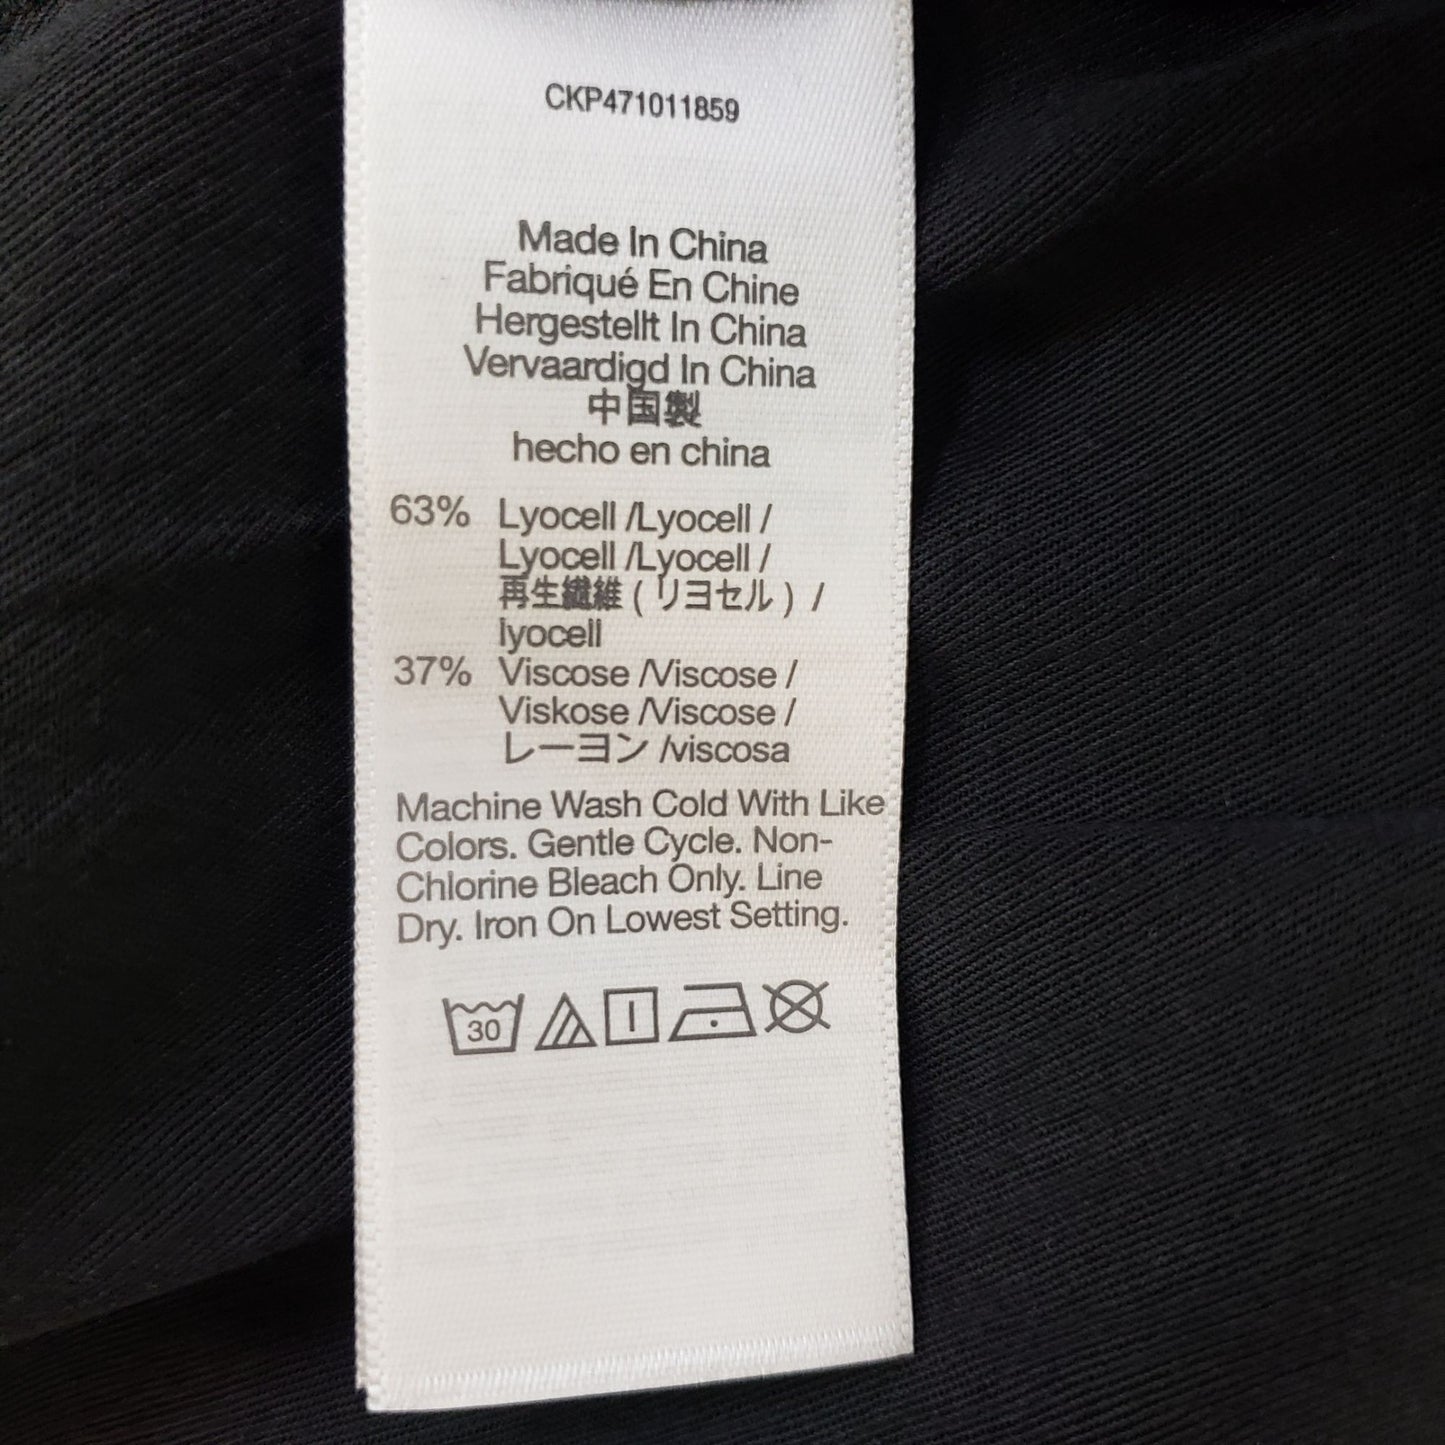 CKP471011859
Made In China
Fabriqué En Chine
Hergestellt In China
Vervaardigd In China
中国製
hecho en china
63% Lyocell /Lyocell /
Lyocell /Lyocell /
再生繊維 ( リヨセル ) /
lyocell
37% Viscose /Viscose /
Viskose /Viscose /
レーヨン /viscosa
Machine Wash Cold With Like
Colors. Gentle Cycle. Non-
Chlorine Bleach Only. Line
Dry. Iron On Lowest Setting.
30